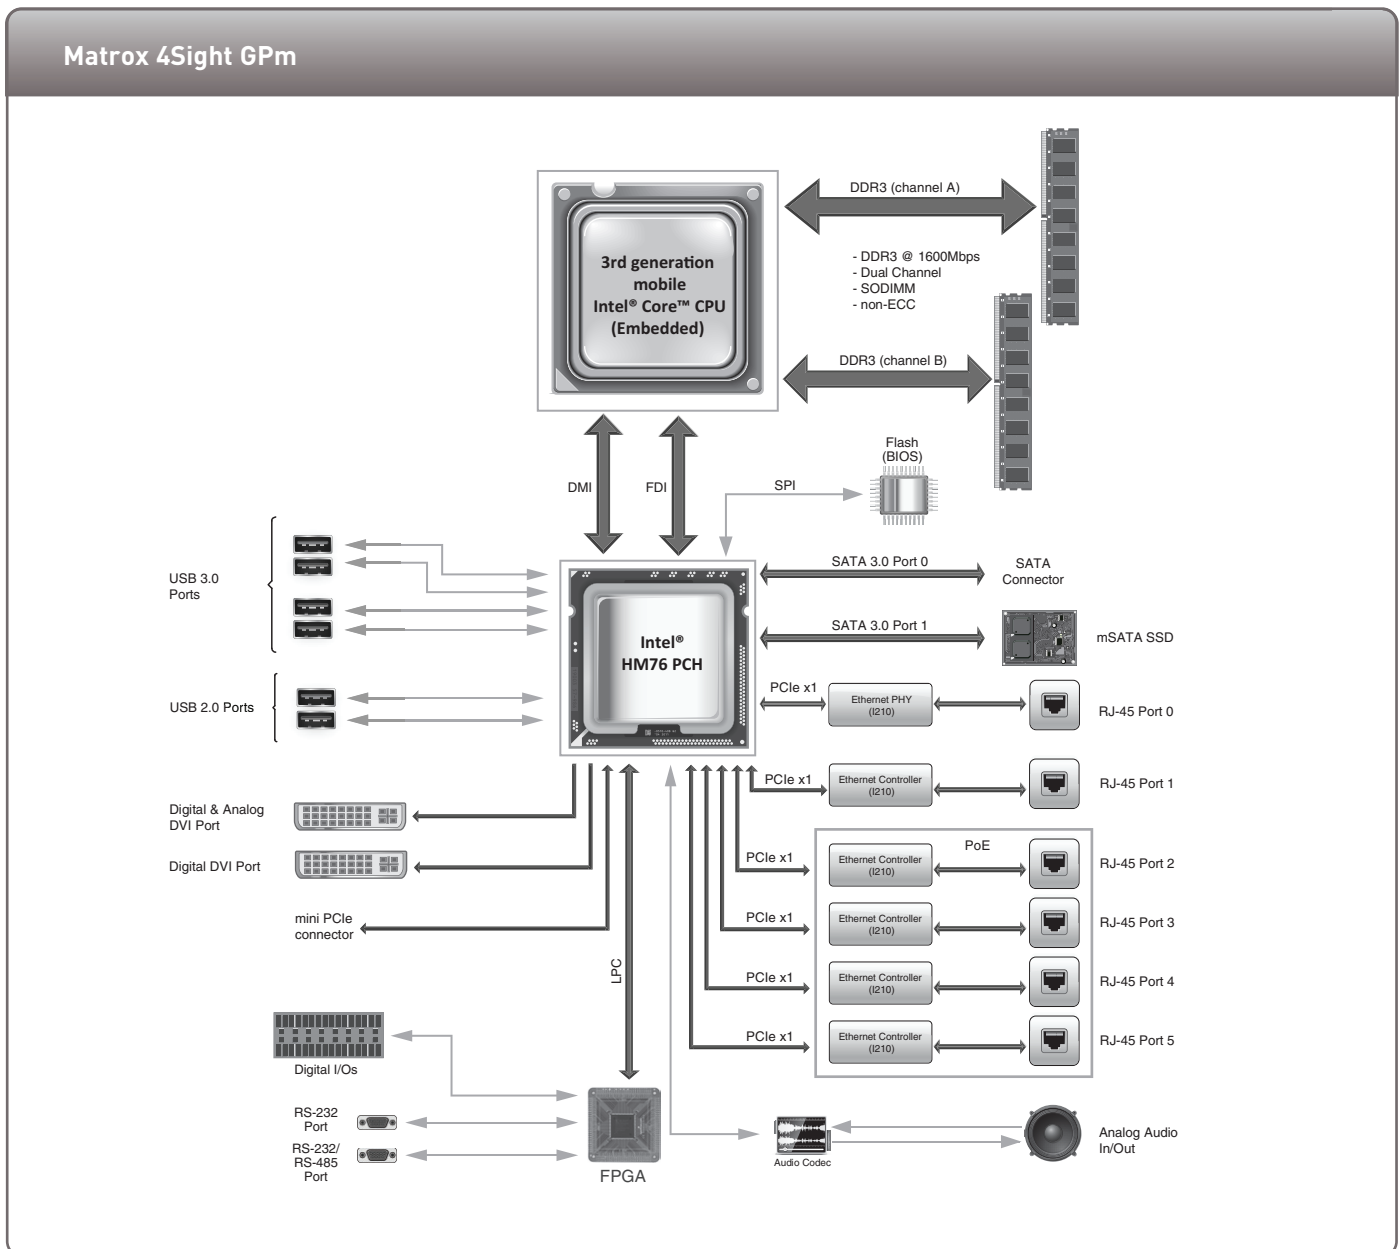 Matrox 4Sight GPm
3rd generation
mobile
Intel® Core™ CPU
(Embedded)
DDR3 (channel A)
- DDR3 @ 1600Mbps
- Dual Channel
- SODIMM
- non-ECC
DDR3 (channel B)
DMI
FDI
SPI
Flash
(BIOS)
USB 3.0
Ports
USB 2.0 Ports
Intel®
HM76 PCH
SATA 3.0 Port 0
SATA
Connector
SATA 3.0 Port 1
mSATA SSD
PCIe x1
Ethernet PHY
(I210)
RJ-45 Port 0
PCIe x1
Ethernet Controller
(I210)
RJ-45 Port 1
Digital & Analog
DVI Port
Digital DVI Port
mini PCIe
connector
LPC
PoE
PCIe x1
Ethernet Controller
(I210)
RJ-45 Port 2
PCIe x1
Ethernet Controller
(I210)
RJ-45 Port 3
PCIe x1
Ethernet Controller
(I210)
RJ-45 Port 4
PCIe x1
Ethernet Controller
(I210)
RJ-45 Port 5
Digital I/Os
RS-232
Port
RS-232/
RS-485
Port
FPGA
Audio Codec
Analog Audio
In/Out